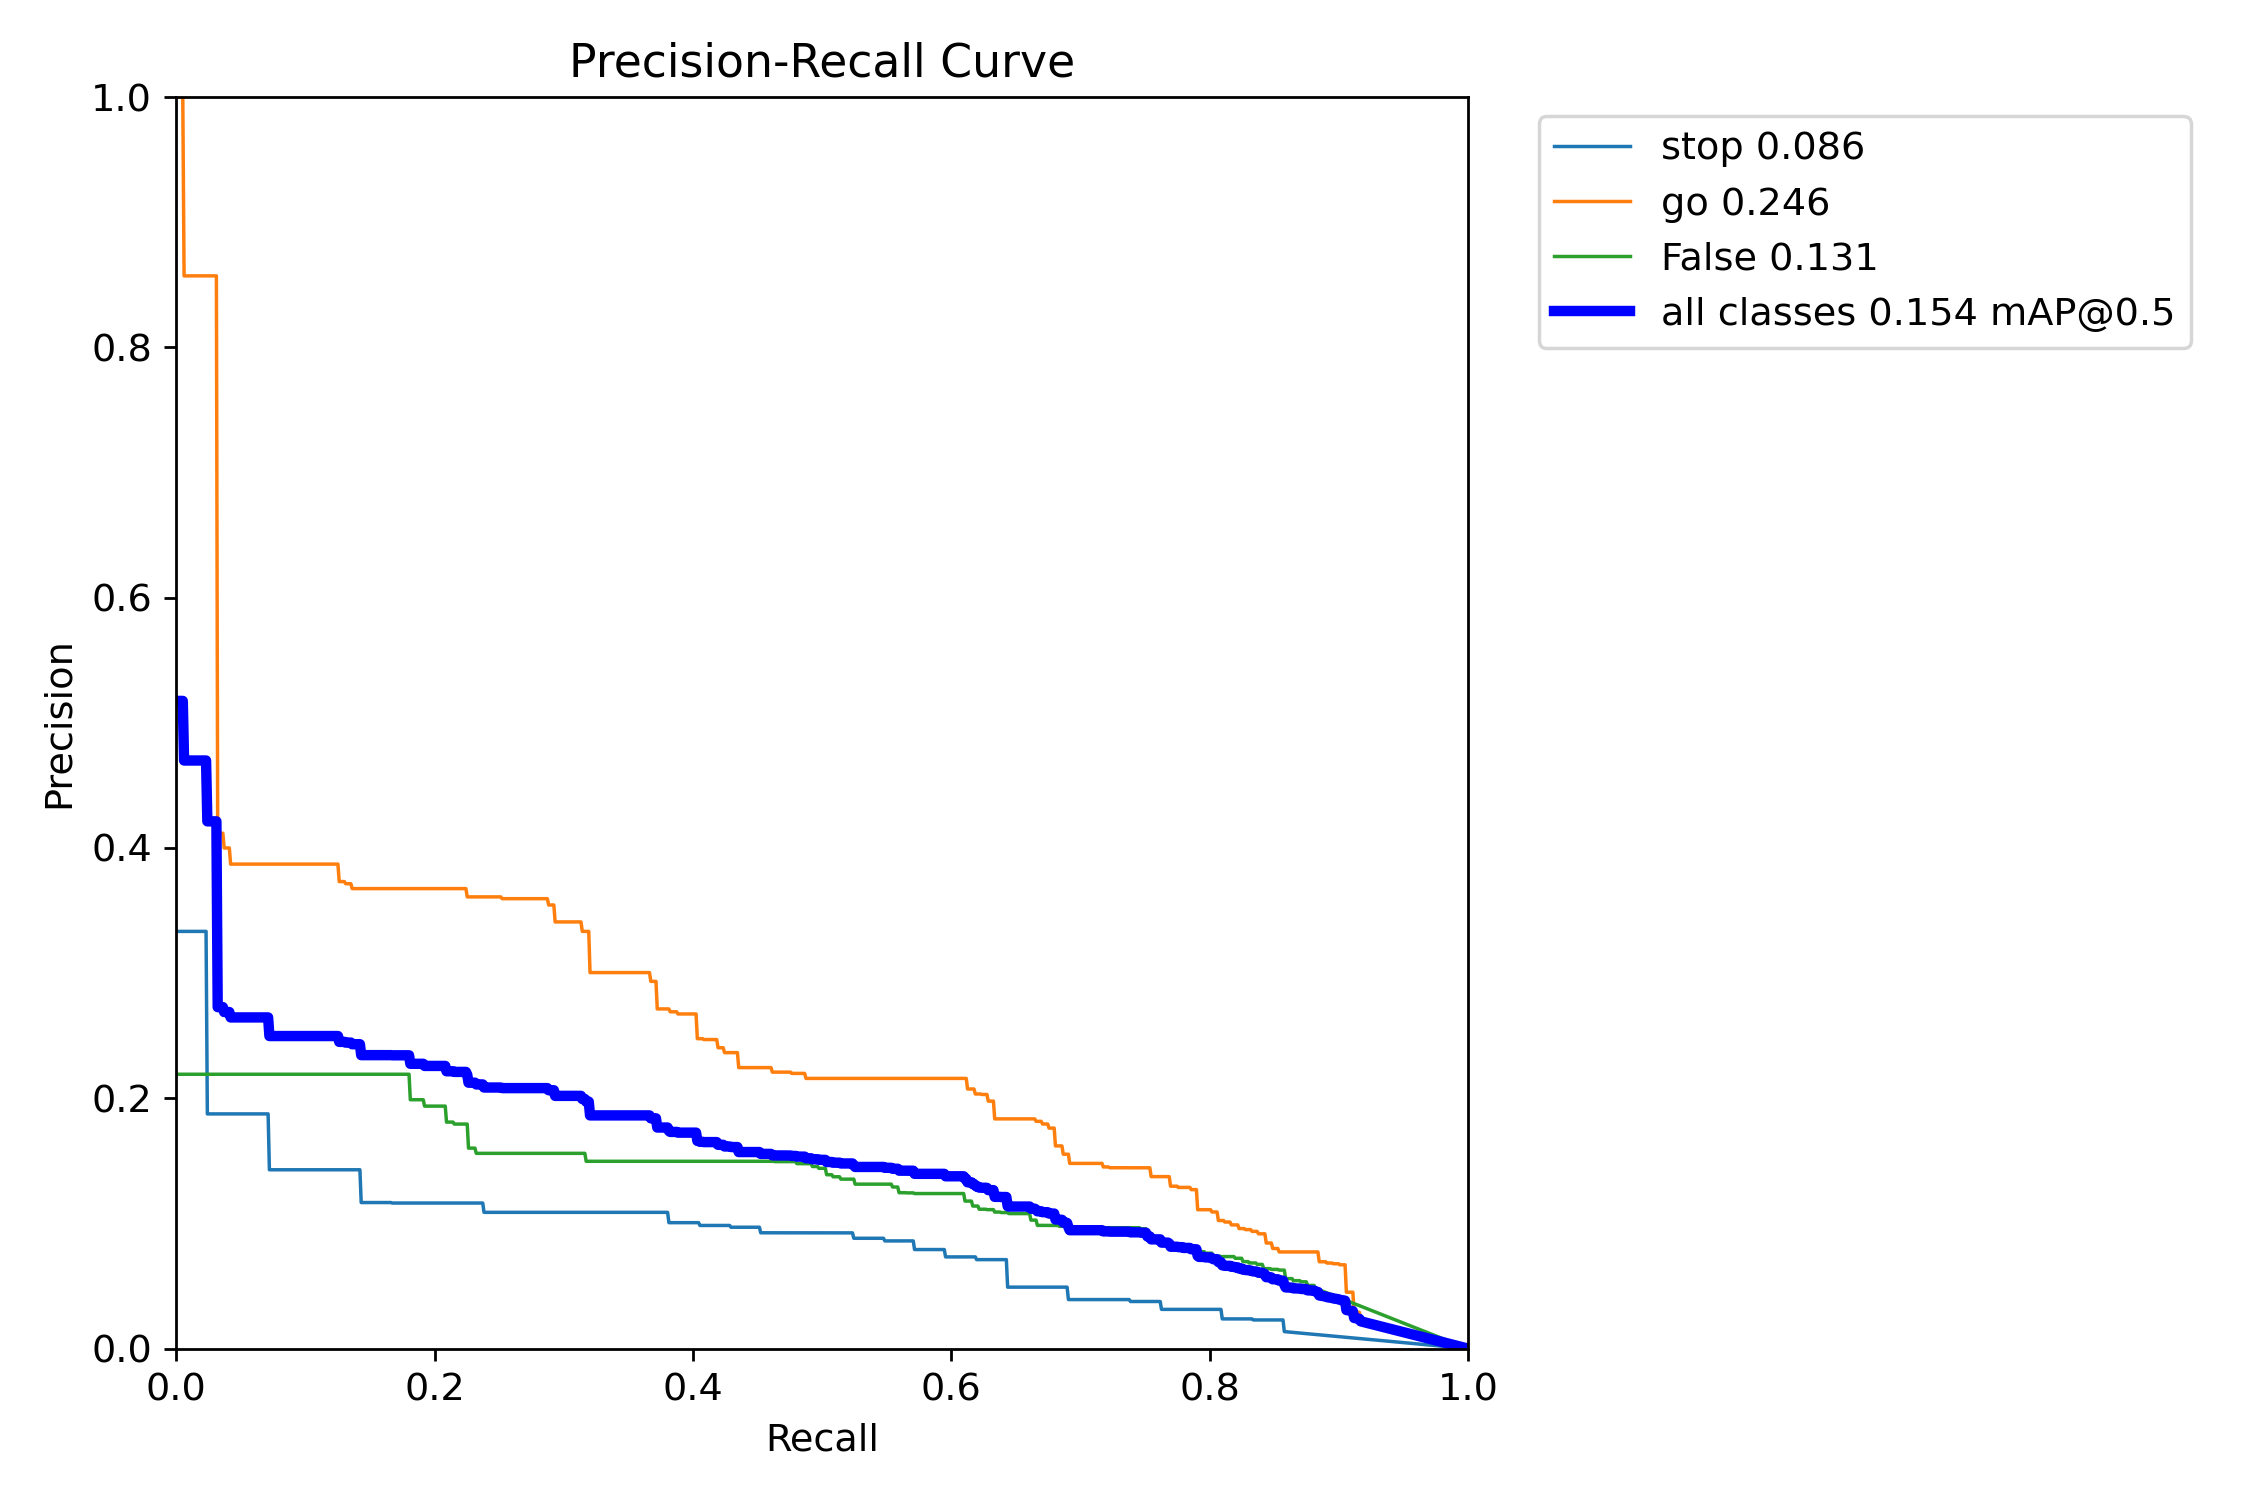 Precision-Recall Curve
1.0
0.8
0.6
0.4
0.2
0.0
Precision
0.0 0.2 0.4 0.6 0.8 1.0
Recall
stop 0.086
go 0.246
False 0.131
all classes 0.154 mAP@0.5